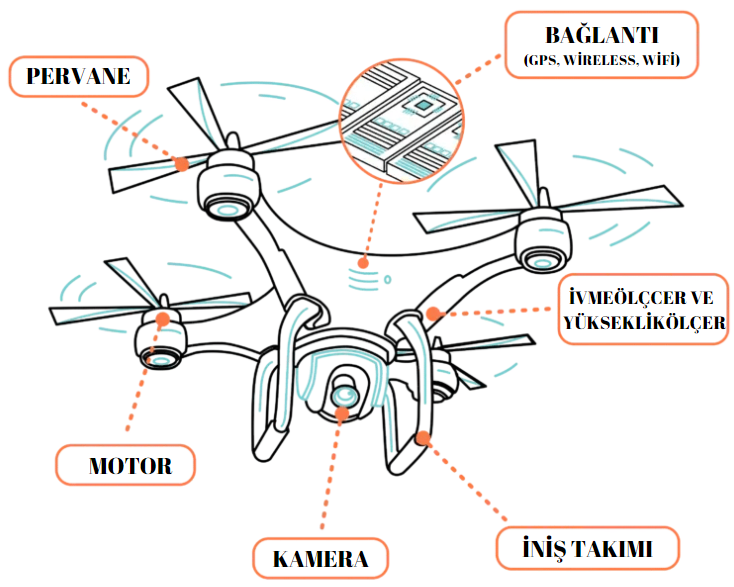 BAĞLANTI
(GPS, WİRELESS, WİFİ)
PERVANE
İVMEÖLÇCER VE
YÜKSEKLİKÖLÇER
MOTOR
KAMERA
İNİŞ TAKIMI